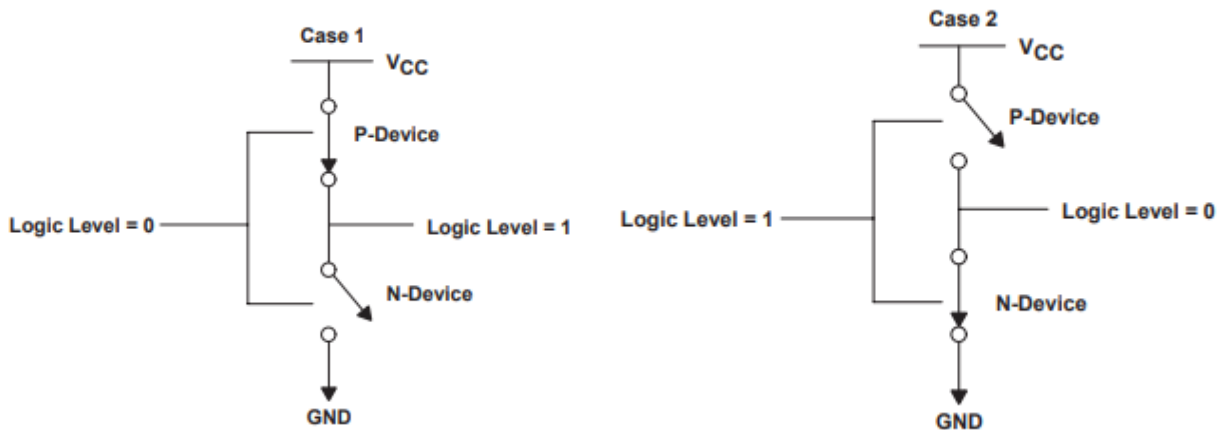 Case 1
VCC
P-Device
Logic Level = 0
Logic Level = 1
N-Device
GND
Case 2
VCC
P-Device
Logic Level = 1
Logic Level = 0
N-Device
GND